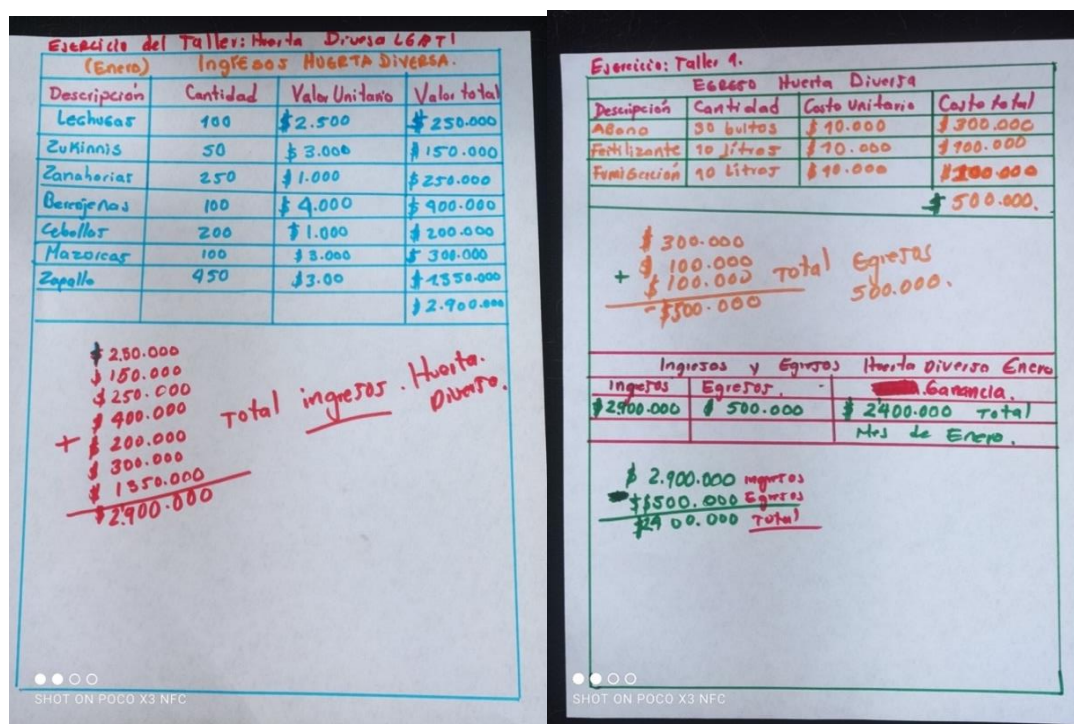 Ejercicio del Taller: Huerta Diversa LGBTI
(Enero) Ingresos HUERTA DIVERSA.
Descripción Cantidad Valor Unitario Valor total
Lechugas 100 $2.500 $250.000
Zukinnis 50 $3.000 $150.000
Zanahorias 250 $1.000 $250.000
Berrejenas 100 $4.000 $400.000
Cebollas 200 $1.000 $200.000
Mazorcas 100 $3.000 $300.000
Zapallo 450 $3.00 $1350.000
$2.900.000
$250.000
$150.000
$250.000
$400.000
+ $200.000
$300.000
$1350.000
$2.900.000
Total ingresos. Huerta.
Diversa.
SHOT ON POCO X3 NFC
Ejercicio: Taller 1.
EGRESO Huerta Diversa
Descipción Cantidad Costo Unitario Costo total
Abono 30 bultos $10.000 $300.000
Fertilizante 10 litros $10.000 $100.000
Fumigación 10 Litros $10.000 $100.000
$500.000.
$300.000
+ $100.000
$100.000
$500.000
Total Egresos
500.000.
Ingresos y Egresos Huerta Diversa Enero
Ingresos Egresos. Ganancia.
$2.900.000 $500.000 $2400.000 Total
Mes de Enero.
$2.900.000 ingresos
$500.000 Egresos
$2400.000 Total
SHOT ON POCO X3 NFC